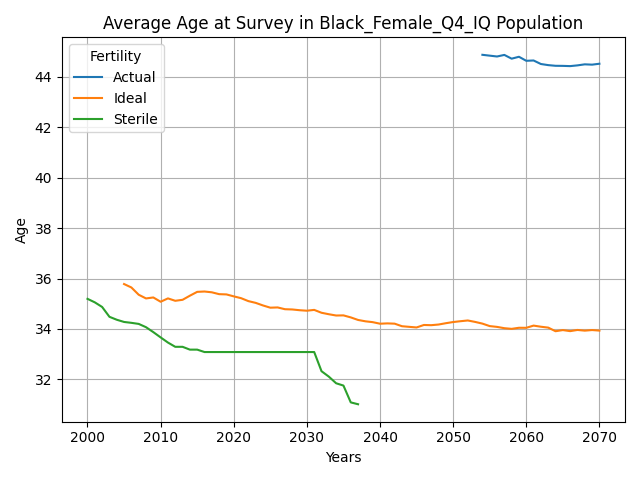 Average Age at Survey in Black_Female_Q4_IQ Population
Fertility
Actual
Ideal
Sterile
Age
44
42
40
38
36
34
32
2000 2010 2020 2030 2040 2050 2060 2070
Years